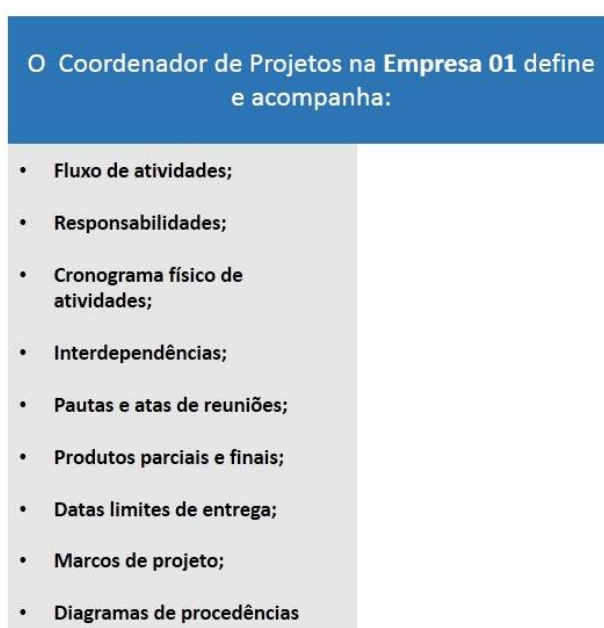 O Coordenador de Projetos na Empresa 01 define
e acompanha:
• Fluxo de atividades;
• Responsabilidades;
• Cronograma físico de
atividades;
• Interdependências;
• Pautas e atas de reuniões;
• Produtos parciais e finais;
• Datas limites de entrega;
• Marcos de projeto;
• Diagramas de procedências